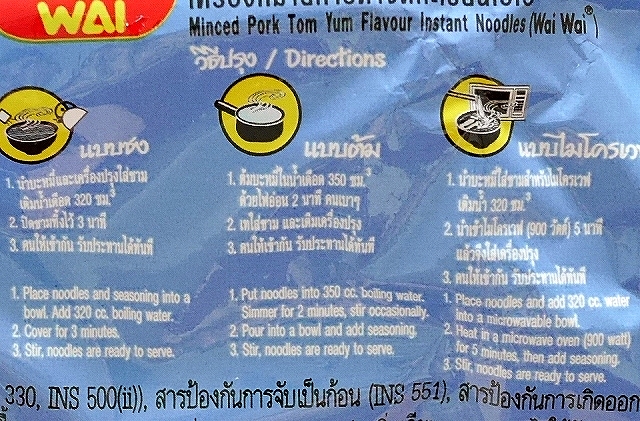 WAI
Minced Pork Tom Yum Flavour Instant Noodles (Wai Wai®)
วิธีปรุง / Directions
แบบชง
1. นำบะหมี่และเครื่องปรุงใส่ชาม
เติมน้ำเดือด 320 ซม.³
2. ปิดชามทิ้งไว้ 3 นาที
3. คนให้เข้ากัน รับประทานได้ทันที
1. Place noodles and seasoning into a
bowl. Add 320 cc. boiling water.
2. Cover for 3 minutes.
3. Stir, noodles are ready to serve.
แบบต้ม
1. ต้มบะหมี่ในน้ำเดือด 350 ซม.³
ด้วยไฟอ่อน 2 นาที คนเบาๆ
2. เทใส่ชาม และเติมเครื่องปรุง
3. คนให้เข้ากัน รับประทานได้ทันที
1. Put noodles into 350 cc. boiling water.
Simmer for 2 minutes, stir occasionally.
2. Pour into a bowl and add seasoning.
3. Stir, noodles are ready to serve.
แบบไมโครเวฟ
1. นำบะหมี่ใส่ชามสำหรับไมโครเวฟ
เติมน้ำ 320 ซม.³
2. นำเข้าไมโครเวฟ (900 วัตต์) 5 นาที
แล้วจึงใส่เครื่องปรุง
3. คนให้เข้ากัน รับประทานได้ทันที
1. Place noodles and add 320 cc. water
into a microwavable bowl.
2. Heat in a microwave oven (900 watt)
for 5 minutes, then add seasoning.
3. Stir, noodles are ready to serve.
330, INS 500(ii)), สารป้องกันการจับเป็นก้อน (INS 551), สารป้องกันการเกิดออก